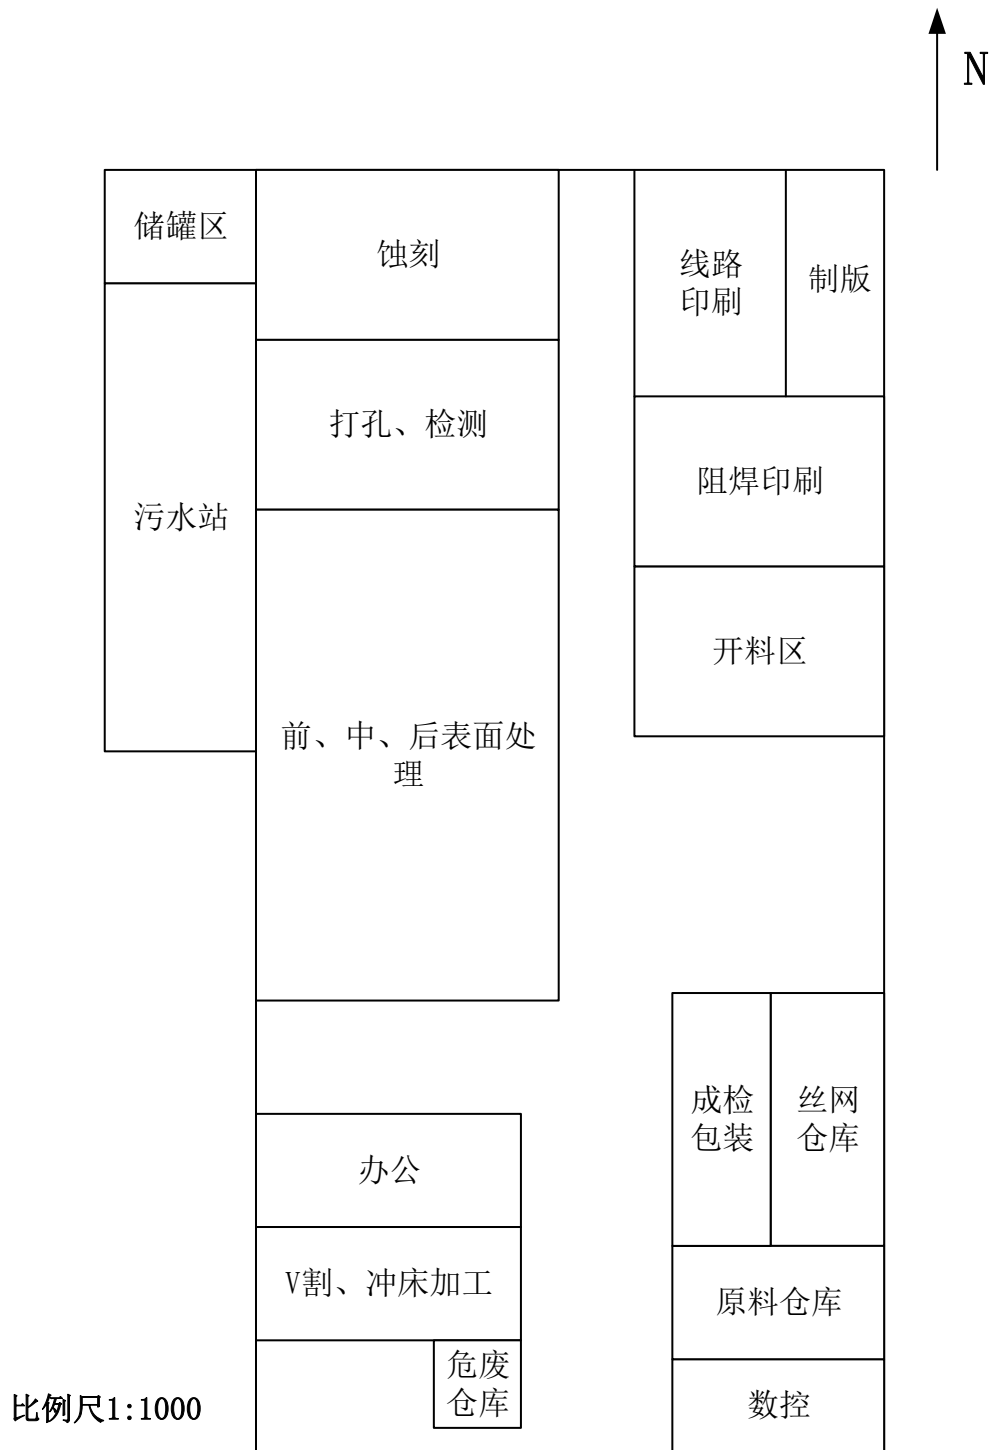 N
储罐区
蚀刻
线路
印刷
制版
打孔、检测
阻焊印刷
污水站
开料区
前、中、后表面处
理
成检
包装
丝网
仓库
办公
V割、冲床加工
原料仓库
危废
仓库
数控
比例尺1:1000